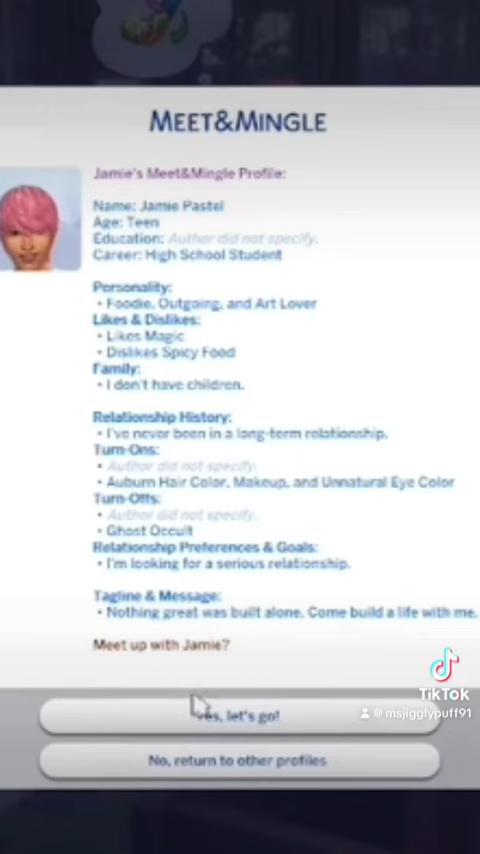 MEET&MINGLE
Jamie's Meet&Mingle Profile:
Name: Jamie Pastel
Age: Teen
Education: Author did not specify.
Career: High School Student
Personality:
• Foodie, Outgoing, and Art Lover
Likes & Dislikes:
• Likes Magic
• Dislikes Spicy Food
Family:
• I don't have children.
Relationship History:
• I've never been in a long-term relationship.
Turn-Ons:
• Author did not specify.
• Auburn Hair Color, Makeup, and Unnatural Eye Color
Turn-Offs:
• Author did not specify.
• Ghost Occult
Relationship Preferences & Goals:
• I'm looking for a serious relationship.
Tagline & Message:
• Nothing great was built alone. Come build a life with me.
Meet up with Jamie?
TikTok
@msjigglypuff91
Yes, let's go!
No, return to other profiles